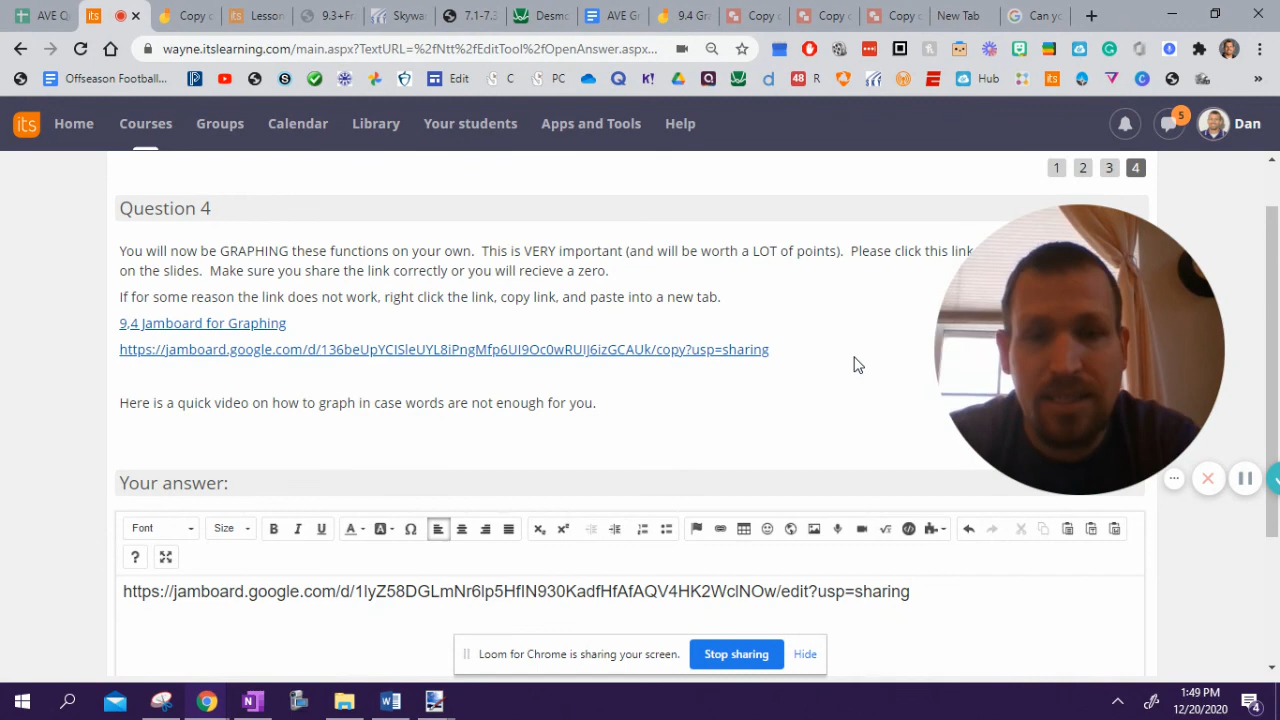 AVE Q
Copy o
its Lesson
9.3+Fr
Skywar
7.1-7.3
Desmo
AVE G
9.4 Gra
Copy c
Copy c
Copy c
New Tab
Can yo
wayne.itslearning.com/main.aspx?TextURL=%2fNtt%2fEditTool%2fOpenAnswer.aspx...
Offseason Football...
Edit
C
PC
48 R
Hub
»
its Home Courses Groups Calendar Library Your students Apps and Tools Help 5 Dan
1 2 3 4
Question 4
You will now be GRAPHING these functions on your own. This is VERY important (and will be worth a LOT of points). Please click this link
on the slides. Make sure you share the link correctly or you will recieve a zero.
If for some reason the link does not work, right click the link, copy link, and paste into a new tab.
9.4 Jamboard for Graphing
https://jamboard.google.com/d/136beUpYCISleUYL8iPngMfp6UI9Oc0wRUIJ6izGCAUk/copy?usp=sharing
Here is a quick video on how to graph in case words are not enough for you.
Your answer:
Font Size B I U A A Ω
?
https://jamboard.google.com/d/1lyZ58DGLmNr6lp5HflN930KadfHfAfAQV4HK2WclNOw/edit?usp=sharing
Loom for Chrome is sharing your screen. Stop sharing Hide
1:49 PM
12/20/2020
4